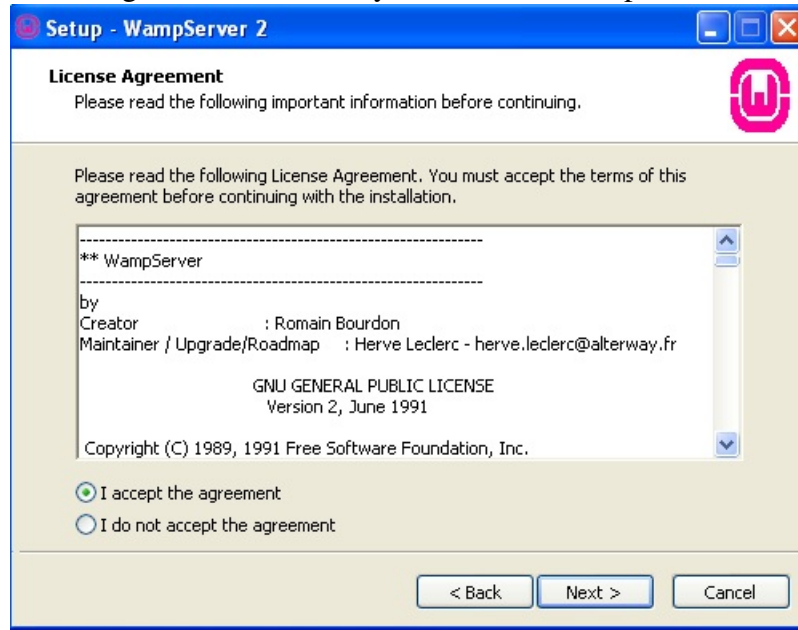 Setup - WampServer 2
License Agreement
Please read the following important information before continuing.
Please read the following License Agreement. You must accept the terms of this
agreement before continuing with the installation.
---------------------------------------------------------------
** WampServer
---------------------------------------------------------------
by
Creator : Romain Bourdon
Maintainer / Upgrade/Roadmap : Herve Leclerc - herve.leclerc@alterway.fr
GNU GENERAL PUBLIC LICENSE
Version 2, June 1991
Copyright (C) 1989, 1991 Free Software Foundation, Inc.
I accept the agreement
I do not accept the agreement
< Back Next > Cancel